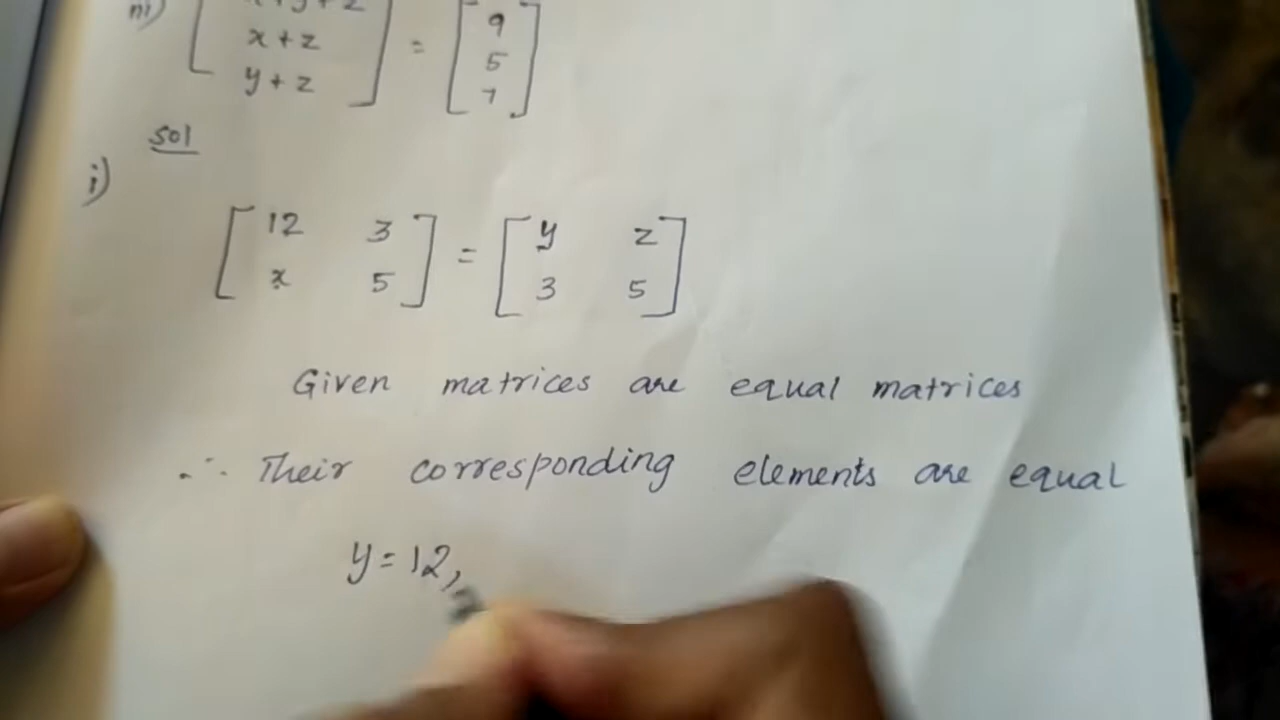 iii) [ x+y+z
x+z
y+z ] = [ 9
5
7 ]
Sol
i)
[ 12 3
x 5 ] = [ y z
3 5 ]
Given matrices are equal matrices
∴ Their corresponding elements are equal
y = 12,